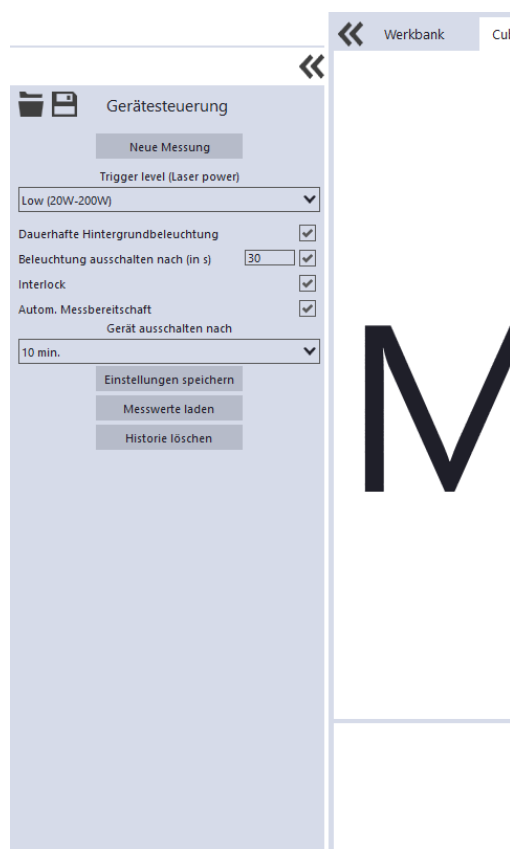 Werkbank Cu
Gerätesteuerung
Neue Messung
Trigger level (Laser power)
Low (20W-200W)
Dauerhafte Hintergrundbeleuchtung
Beleuchtung ausschalten nach (in s) 30
Interlock
Autom. Messbereitschaft
Gerät ausschalten nach
10 min.
Einstellungen speichern
Messwerte laden
Historie löschen
M